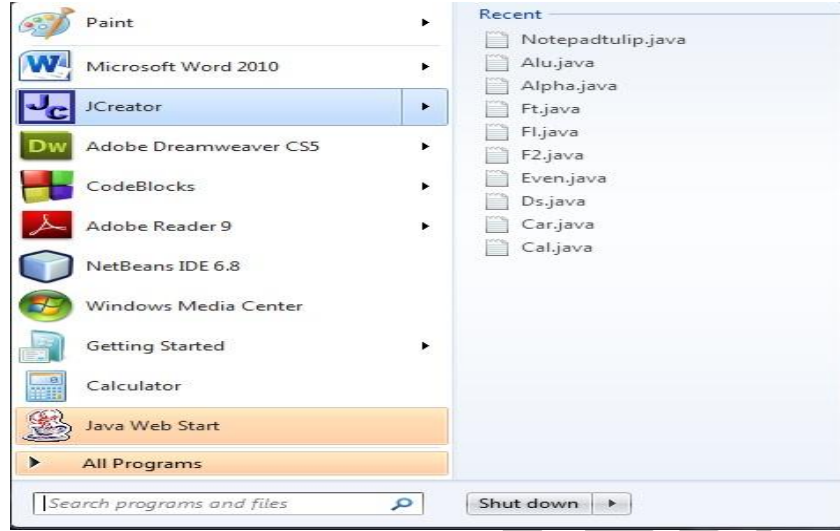 Paint
Microsoft Word 2010
JCreator
Adobe Dreamweaver CS5
CodeBlocks
Adobe Reader 9
NetBeans IDE 6.8
Windows Media Center
Getting Started
Calculator
Java Web Start
All Programs
Search programs and files
Recent
Notepadtulip.java
Alu.java
Alpha.java
Ft.java
Fl.java
F2.java
Even.java
Ds.java
Car.java
Cal.java
Shut down
W
JC
Dw